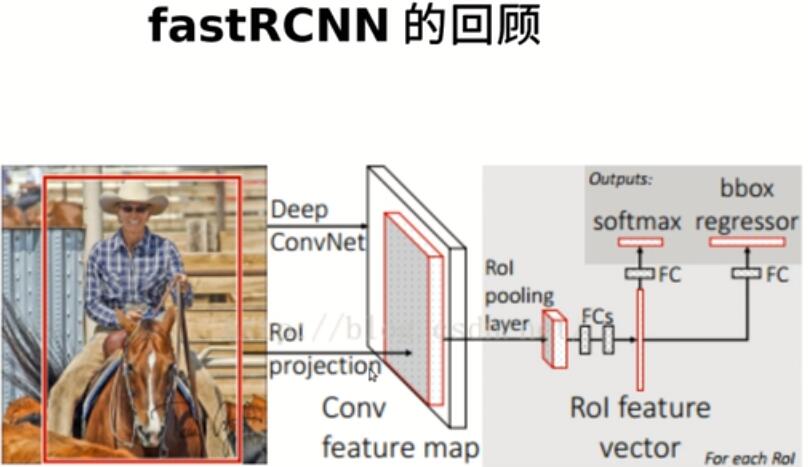 fastRCNN 的回顾
Deep
ConvNet
RoI
projection
Conv
feature map
RoI
pooling
layer
FCs
Outputs:
softmax
bbox
regressor
FC
FC
RoI feature
vector
For each RoI